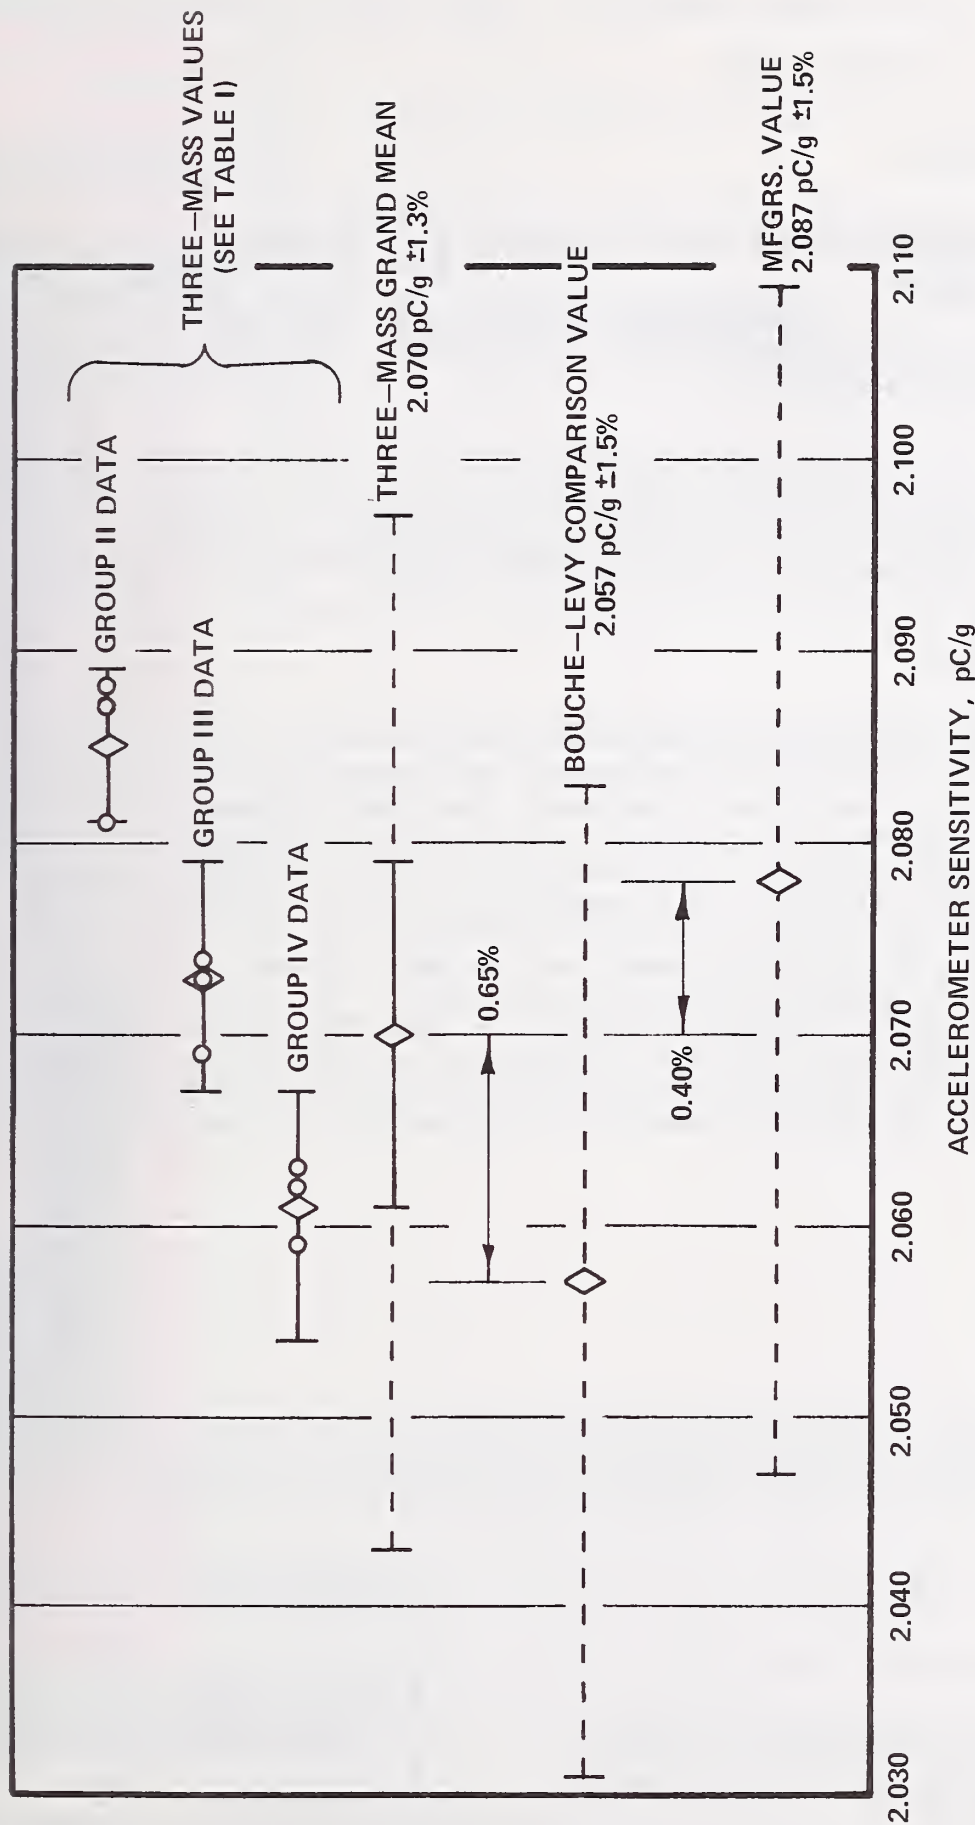 THREE—MASS VALUES
(SEE TABLE I)
GROUP II DATA
GROUP III DATA
GROUP IV DATA
THREE—MASS GRAND MEAN
2.070 pC/g ±1.3%
0.65%
BOUCHE—LEVY COMPARISON VALUE
2.057 pC/g ±1.5%
0.40%
MFGRS. VALUE
2.087 pC/g ±1.5%
2.030 2.040 2.050 2.060 2.070 2.080 2.090 2.100 2.110
ACCELEROMETER SENSITIVITY, pC/g